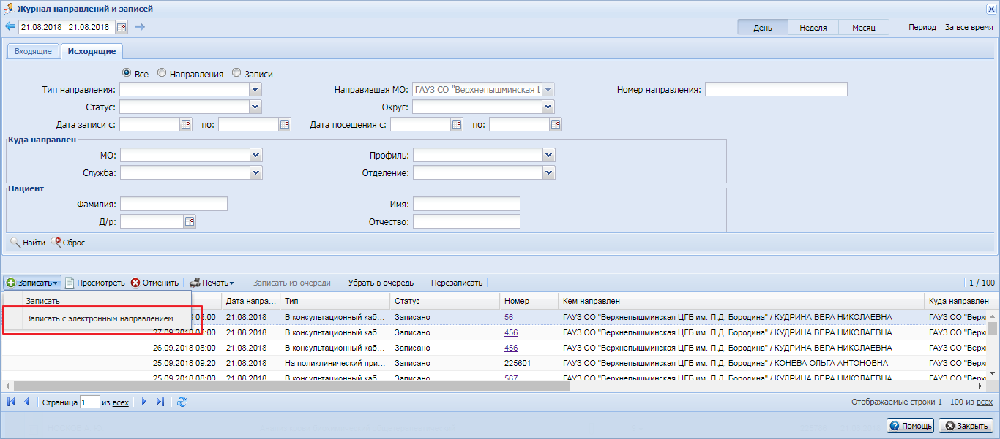 Журнал направлений и записей
21.08.2018 - 21.08.2018 День Неделя Месяц Период За все время
Входящие Исходящие
Все Направления Записи
Тип направления: Направившая МО: ГАУЗ СО "Верхнепышминская Номер направления:
Статус: Округ:
Дата записи с: по: Дата посещения с: по:
Куда направлен
МО: Профиль:
Служба: Отделение:
Пациент
Фамилия: Имя:
Д/р: Отчество:
Найти Сброс
Записать Просмотреть Отменить Печать Записать из очереди Убрать в очередь Перезаписать 1 / 100
Записать Дата напра... Тип Статус Номер Кем направлен Куда направлен
Записать с электронным направлением 08:00 21.08.2018 В консультационный каб... Записано 56 ГАУЗ СО "Верхнепышминская ЦГБ им. П.Д. Бородина" / КУДРИНА ВЕРА НИКОЛАЕВНА ГАУЗ СО "Верх
27.09.2018 08:00 21.08.2018 В консультационный каб... Записано 456 ГАУЗ СО "Верхнепышминская ЦГБ им. П.Д. Бородина" / КУДРИНА ВЕРА НИКОЛАЕВНА ГАУЗ СО "Верх
26.09.2018 08:00 21.08.2018 В консультационный каб... Записано 456 ГАУЗ СО "Верхнепышминская ЦГБ им. П.Д. Бородина" / КУДРИНА ВЕРА НИКОЛАЕВНА ГАУЗ СО "Верх
25.09.2018 09:20 21.08.2018 На поликлинический при... Записано 225601 ГАУЗ СО "Верхнепышминская ЦГБ им. П.Д. Бородина" / КОНЕВА ОЛЬГА АНТОНОВНА ГАУЗ СО "Верх
25.09.2018 08:00 21.08.2018 В консультационный каб... Записано 567 ГАУЗ СО "Верхнепышминская ЦГБ им. П.Д. Бородина" / КУДРИНА ВЕРА НИКОЛАЕВНА ГАУЗ СО "Верх
Страница 1 из всех Отображаемые строки 1 - 100 из всех
Помощь Закрыть